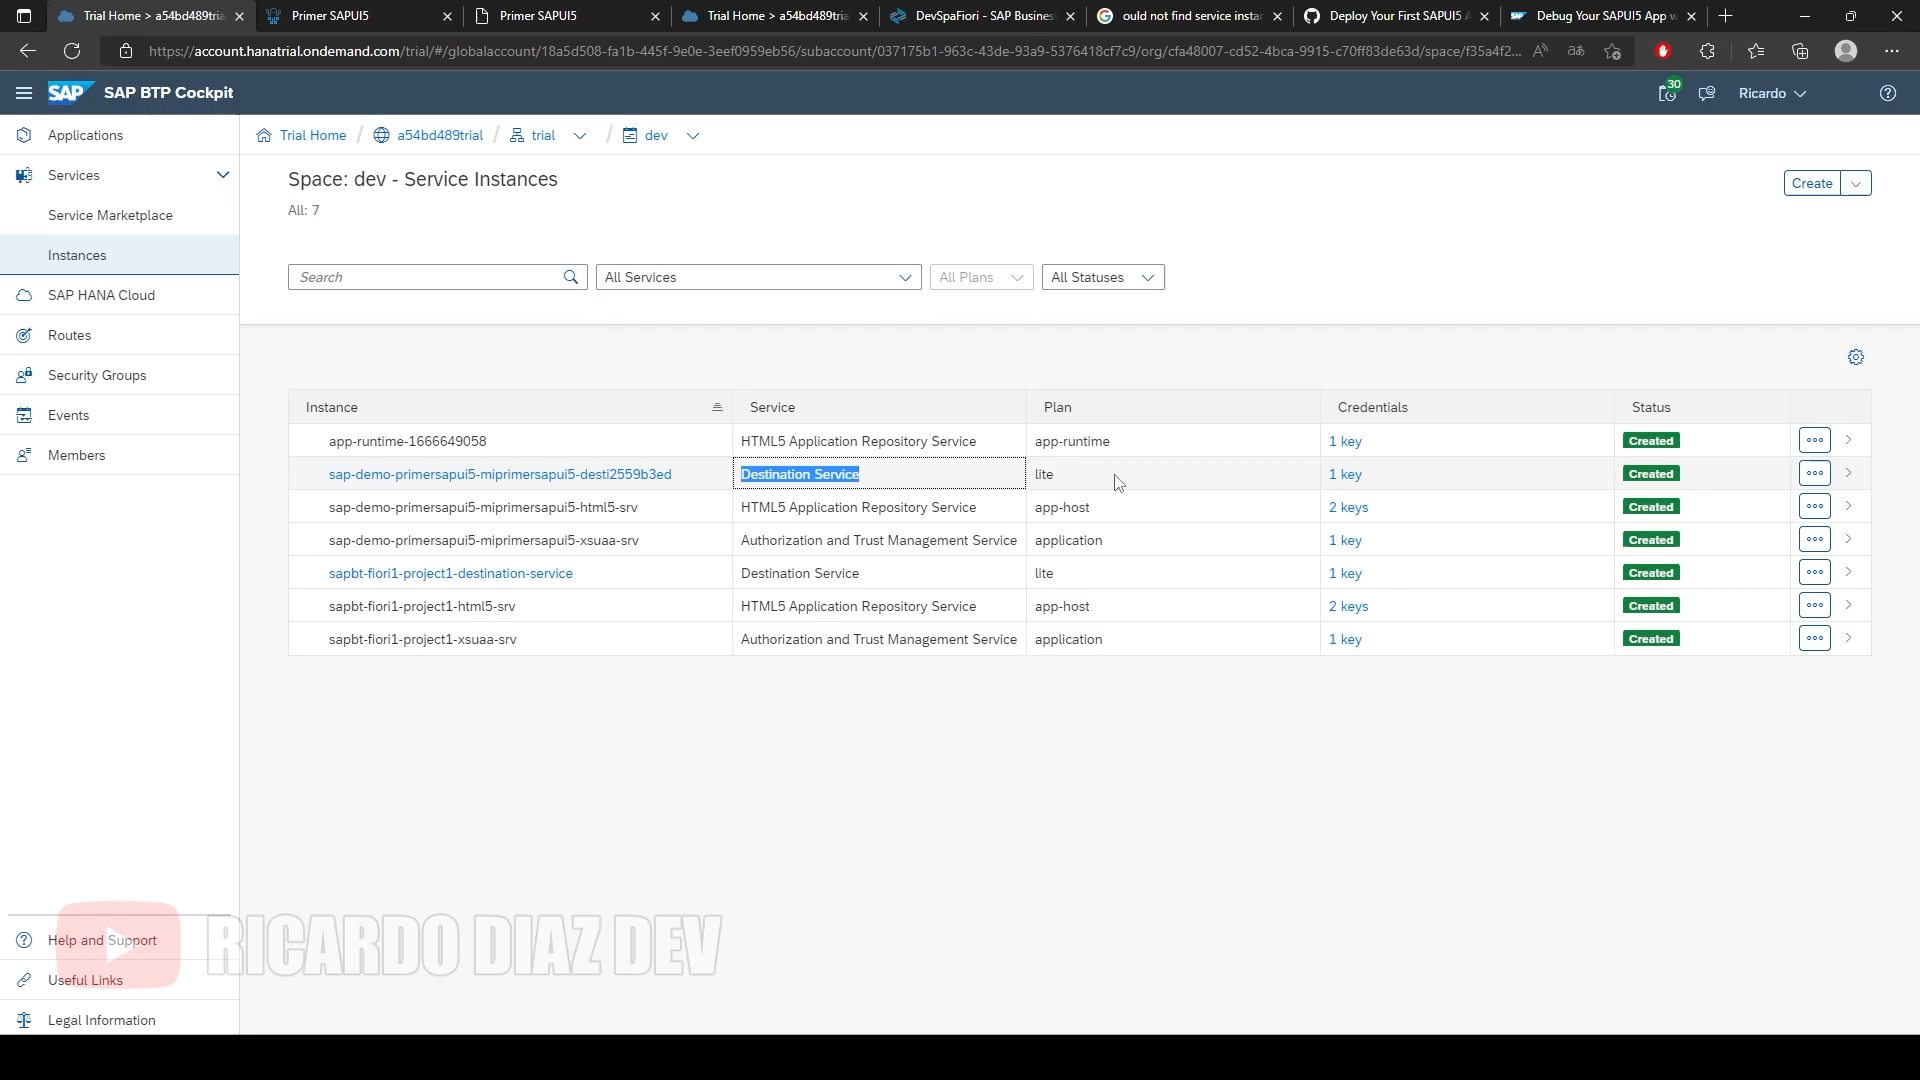 Trial Home > a54bd489tria
Primer SAPUI5
Primer SAPUI5
Trial Home > a54bd489tria
DevSpaFiori - SAP Busines
ould not find service instan
Deploy Your First SAPUI5 A
Debug Your SAPUI5 App w
https://account.hanatrial.ondemand.com/trial/#/globalaccount/18a5d508-fa1b-445f-9e0e-3eef0959eb56/subaccount/037175b1-963c-43de-93a9-5376418cf7c9/org/cfa48007-cd52-4bca-9915-c70ff83de63d/space/f35a4f2...
SAP SAP BTP Cockpit
30
Ricardo
Applications
Services
Service Marketplace
Instances
SAP HANA Cloud
Routes
Security Groups
Events
Members
Trial Home / a54bd489trial / trial / dev
Space: dev - Service Instances
All: 7
Create
Search
All Services
All Plans
All Statuses
Instance Service Plan Credentials Status
app-runtime-1666649058 HTML5 Application Repository Service app-runtime 1 key Created
sap-demo-primersapui5-miprimersapui5-desti2559b3ed Destination Service lite 1 key Created
sap-demo-primersapui5-miprimersapui5-html5-srv HTML5 Application Repository Service app-host 2 keys Created
sap-demo-primersapui5-miprimersapui5-xsuaa-srv Authorization and Trust Management Service application 1 key Created
sapbt-fiori1-project1-destination-service Destination Service lite 1 key Created
sapbt-fiori1-project1-html5-srv HTML5 Application Repository Service app-host 2 keys Created
sapbt-fiori1-project1-xsuaa-srv Authorization and Trust Management Service application 1 key Created
Help and Support
RICARDO DIAZ DEV
Useful Links
Legal Information